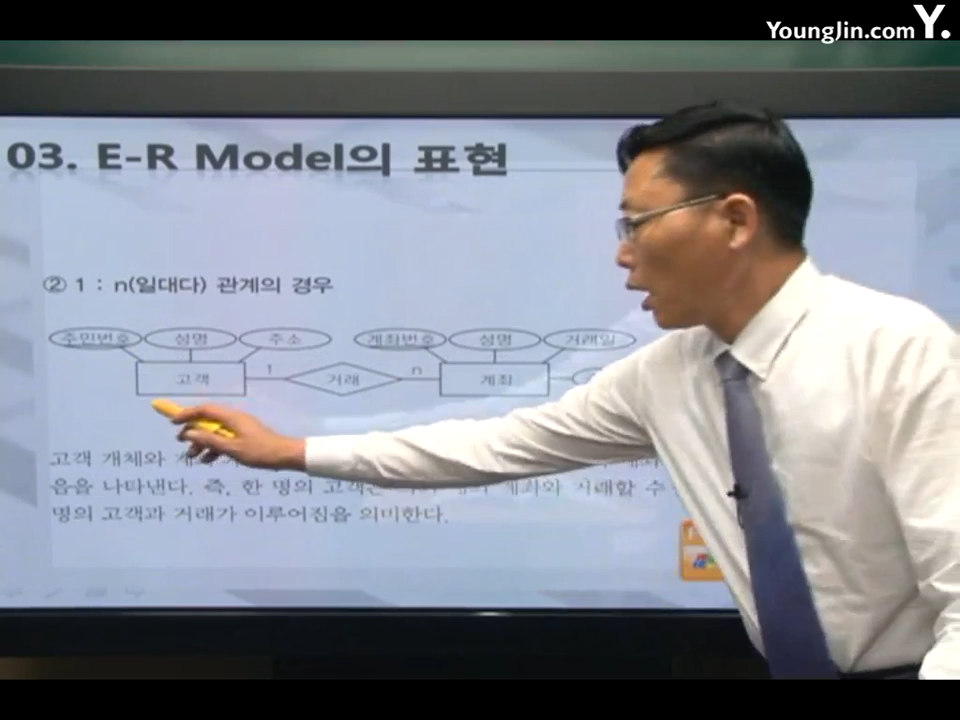 YoungJin.com Y.
03. E-R Model의 표현
② 1 : n(일대다) 관계의 경우
주민번호 성명 주소 계좌번호 성명 거래일
고객 1 거래 n 계좌
고객 개체와
음을 나타낸다. 즉, 한 명의 고객은 계좌와 거래할 수
명의 고객과 거래가 이루어짐을 의미한다.